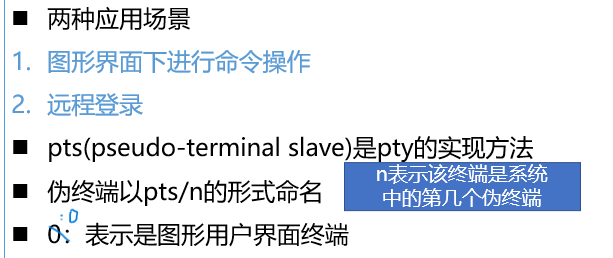 ■ 两种应用场景
1. 图形界面下进行命令操作
2. 远程登录
■ pts(pseudo-terminal slave)是pty的实现方法
■ 伪终端以pts/n的形式命名
n表示该终端是系统
中的第几个伪终端
:0
■ 0：表示是图形用户界面终端